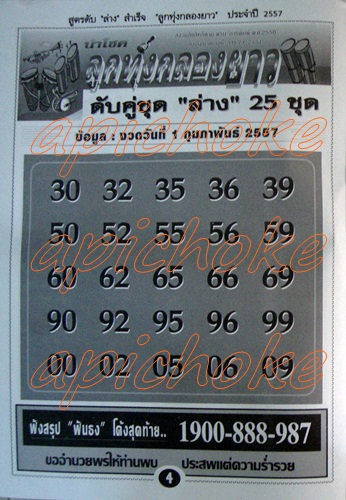 สูตรดับ "ล่าง" สำเร็จ "ลูกทุ่งกลองยาว" ประจำปี 2557
นำโชค
ลูกทุ่งกลองยาว
ดับคู่ชุด "ล่าง" 25 ชุด
ข้อมูล : งวดวันที่ 1 กุมภาพันธ์ 2557
apichoke
30 32 35 36 39
50 52 55 56 59
apichoke
60 62 65 66 69
90 92 95 96 99
apichoke
00 02 05 06 09
ฟังสรุป "ฟันธง" โค้งสุดท้าย.. 1900-888-987
ขออำนวยพรให้ท่านพบ 4 ประสพแต่ความร่ำรวย